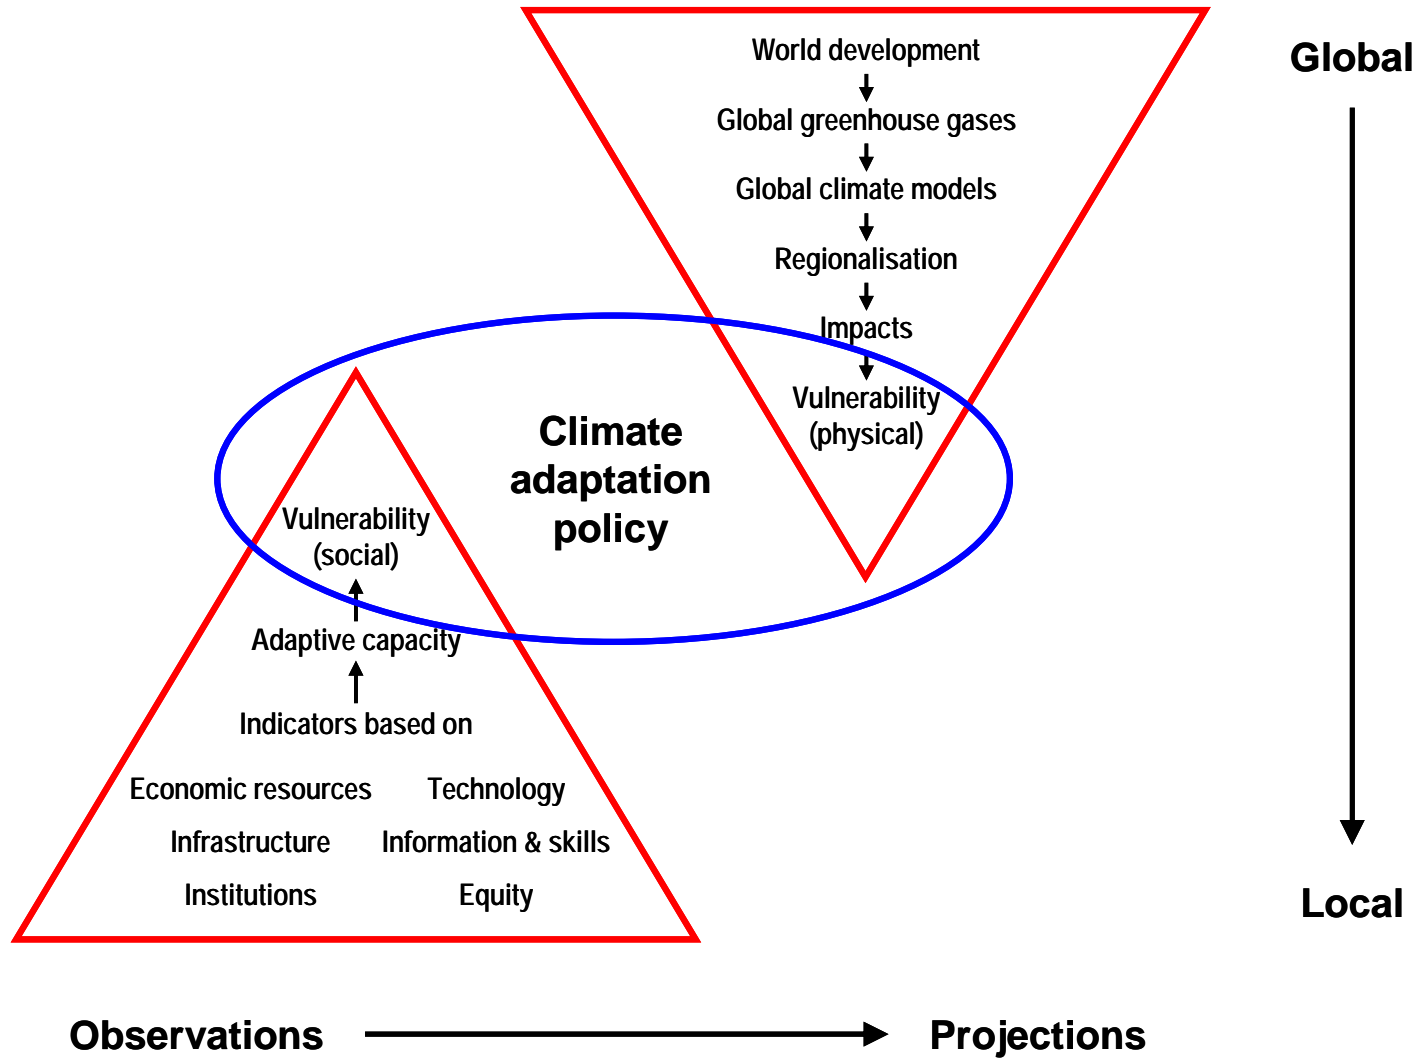 World development
Global greenhouse gases
Global climate models
Regionalisation
Impacts
Vulnerability
(physical)
Global
Local
Climate
adaptation
policy
Vulnerability
(social)
Adaptive capacity
Indicators based on
Economic resources
Technology
Infrastructure
Information & skills
Institutions
Equity
Observations
Projections